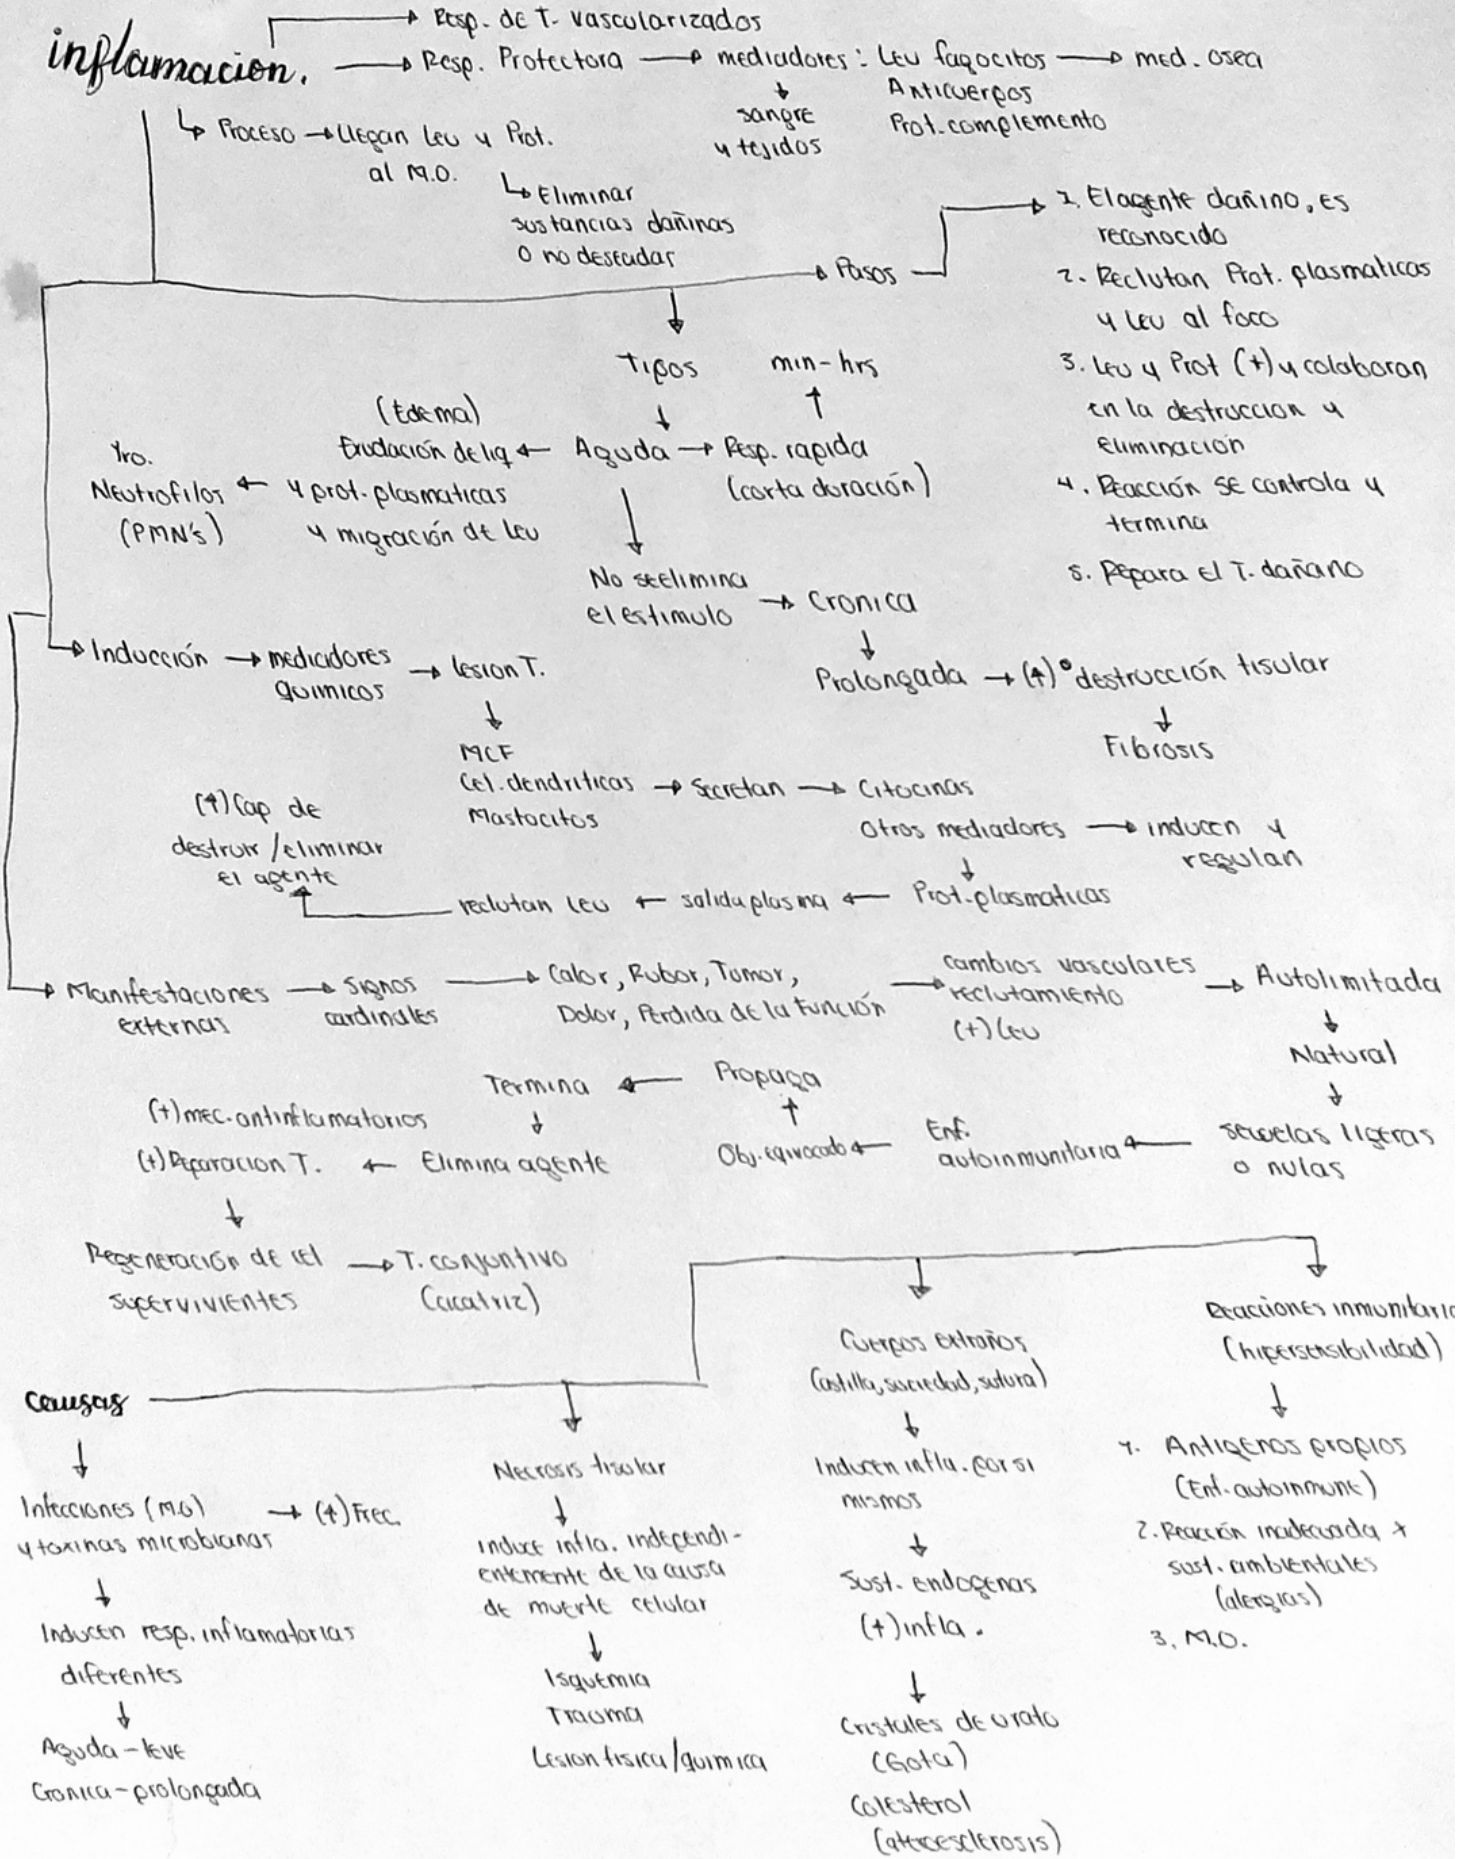 Resp. de T. vascularizados
inflamacion.
Resp. Protectora
mediadores: Leu fagocitos
med. osea
Anticuerpos
Prot. complemento
sangre
y tejidos
Proceso
Llegan Leu y Prot.
al M.O.
Eliminar
sustancias dañinas
O no deseadas
Pasos
1. El agente dañino, es
reconocido
2. Reclutan Prot. plasmaticas
y Leu al foco
3. Leu y Prot (+) y colaboran
en la destruccion y
eliminación
4. Reacción se controla y
termina
5. Repara el T. dañano
Tipos
min-hrs
(Edema)
Exudación de liq
y prot. plasmaticas
y migración de Leu
Aguda
Resp. rapida
(corta duración)
1ro.
Neutrofilos
(PMN's)
No se elimina
el estimulo
Cronica
Prolongada
(↑)° destrucción tisular
Fibrosis
Inducción
mediadores
quimicos
lesion T.
MCF
Cel. dendriticas
Mastocitos
Secretan
Citocinas
Otros mediadores
inducen y
regulan
Prot. plasmaticas
salida plasma
reclutan leu
(↑) Cap de
destruir / eliminar
el agente
Manifestaciones
externas
Signos
cardinales
Calor, Rubor, Tumor,
Dolor, Perdida de la Función
cambios vasculares
reclutamiento
(+) Leu
Autolimitada
Natural
secuelas ligeras
o nulas
Enf.
autoinmunitaria
Obj. equivocado
Propaga
Termina
Elimina agente
(+) mec. antinflamatorios
(+) Reparacion T.
Regeneración de cel
supervivientes
T. conjuntivo
(cicatriz)
Causas
Infecciones (M.O)
y toxinas microbianas
(↑) Frec.
Inducen resp. inflamatorias
diferentes
Aguda - leve
Cronica - prolongada
Necrosis tisular
Induce infla. independi-
entemente de la causa
de muerte celular
Isquemia
Trauma
Lesion fisica / quimica
Cuerpos extraños
(astilla, suciedad, sutura)
Inducen infla. por si
mismos
Sust. endogenas
(↑) infla.
Cristales de urato
(Gota)
Colesterol
(ateroesclerosis)
Reacciones inmunitaria
(hipersensibilidad)
1. Antigenos propios
(Enf. autoinmune)
2. Reacción inadecuada x
sust. ambientales
(alergias)
3. M.O.